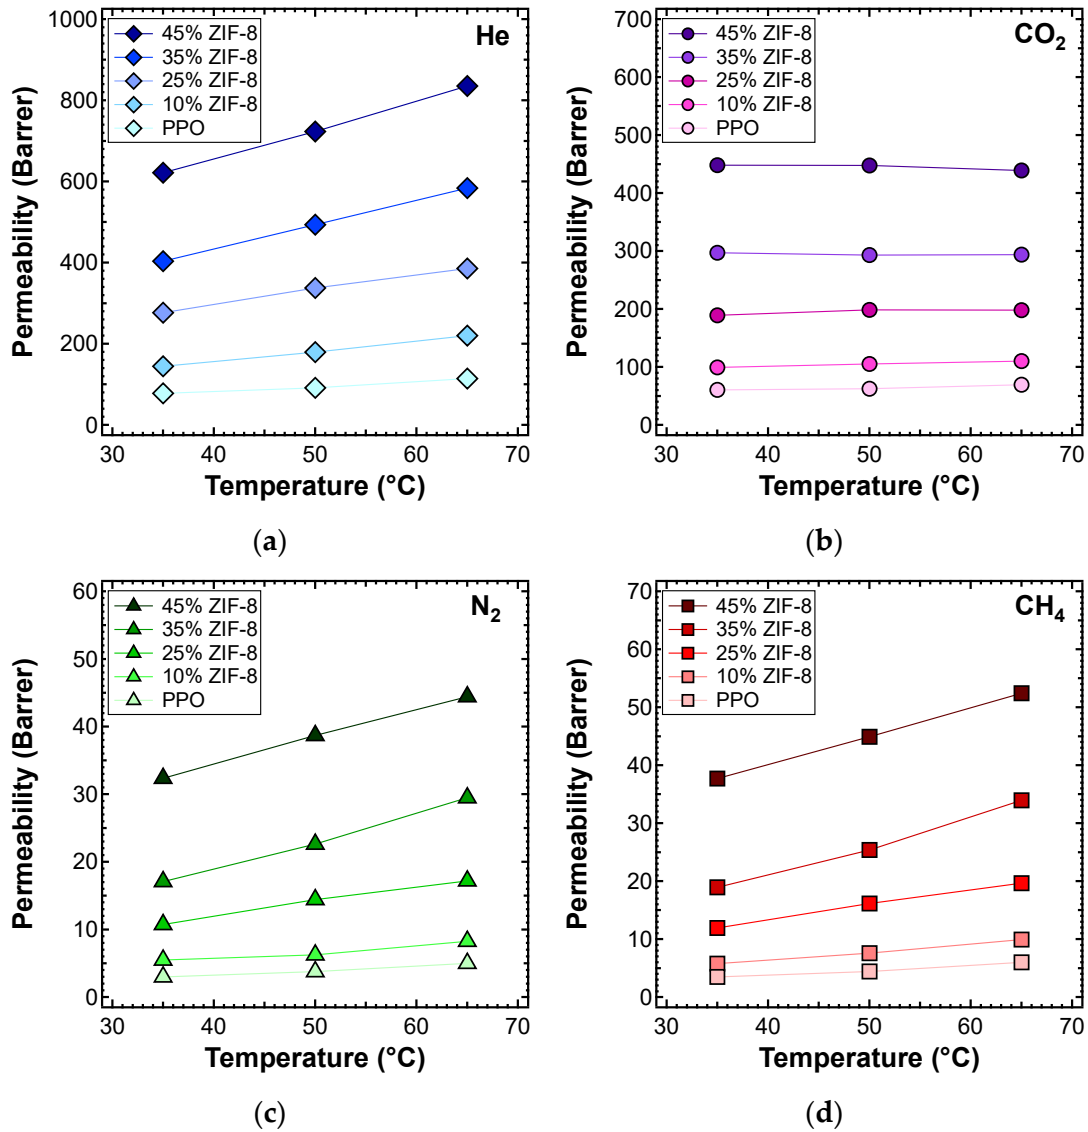 He
45% ZIF-8
35% ZIF-8
25% ZIF-8
10% ZIF-8
PPO
Permeability (Barrer)
1000
800
600
400
200
0
30 40 50 60 70
Temperature (°C)
(a)
CO₂
45% ZIF-8
35% ZIF-8
25% ZIF-8
10% ZIF-8
PPO
Permeability (Barrer)
700
600
500
400
300
200
100
0
30 40 50 60 70
Temperature (°C)
(b)
N₂
45% ZIF-8
35% ZIF-8
25% ZIF-8
10% ZIF-8
PPO
Permeability (Barrer)
60
50
40
30
20
10
0
30 40 50 60 70
Temperature (°C)
(c)
CH₄
45% ZIF-8
35% ZIF-8
25% ZIF-8
10% ZIF-8
PPO
Permeability (Barrer)
70
60
50
40
30
20
10
0
30 40 50 60 70
Temperature (°C)
(d)